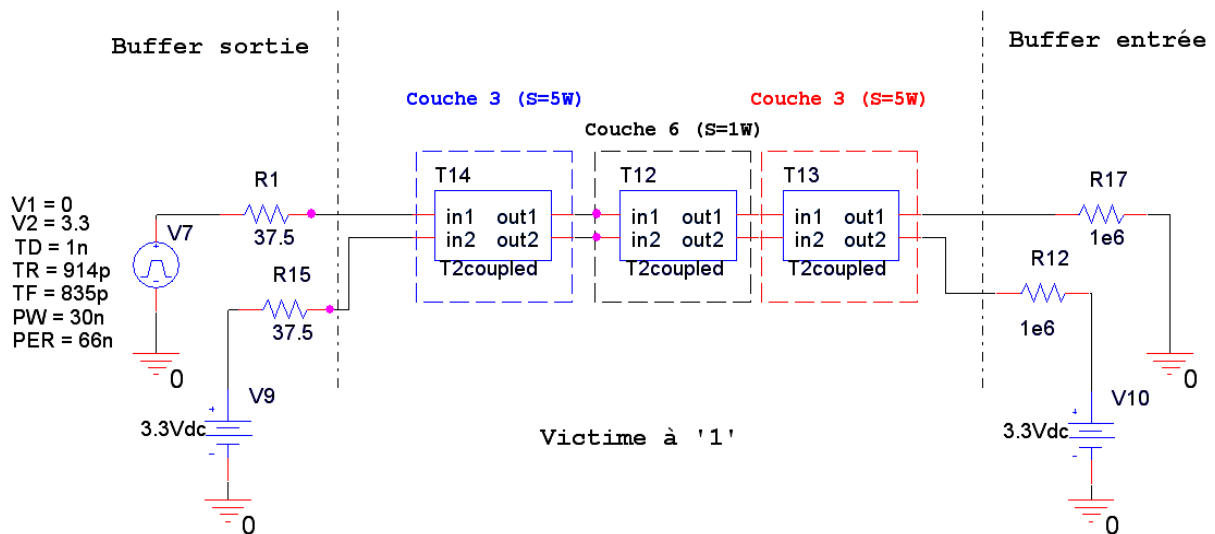 Buffer sortie
Buffer entrée
Couche 3 (S=5W)
Couche 3 (S=5W)
Couche 6 (S=1W)
T14
T12
T13
R1
R17
V1 = 0
V2 = 3.3
TD = 1n
TR = 914p
TF = 835p
PW = 30n
PER = 66n
V7
37.5
in1 out1
in2 out2
T2coupled
in1 out1
in2 out2
T2coupled
in1 out1
in2 out2
T2coupled
1e6
R15
37.5
R12
1e6
0
0
V9
3.3Vdc
0
Victime à '1'
V10
3.3Vdc
0